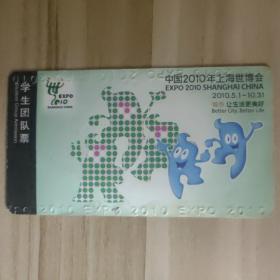 学生团队票
EXPO
2010
SHANGHAI CHINA
中国2010年上海世博会
EXPO 2010 SHANGHAI CHINA
2010.5.1-10.31
城市 让生活更美好
Better City, Better Life
EXPO 2010 EXPO 2010 EXPO 2010